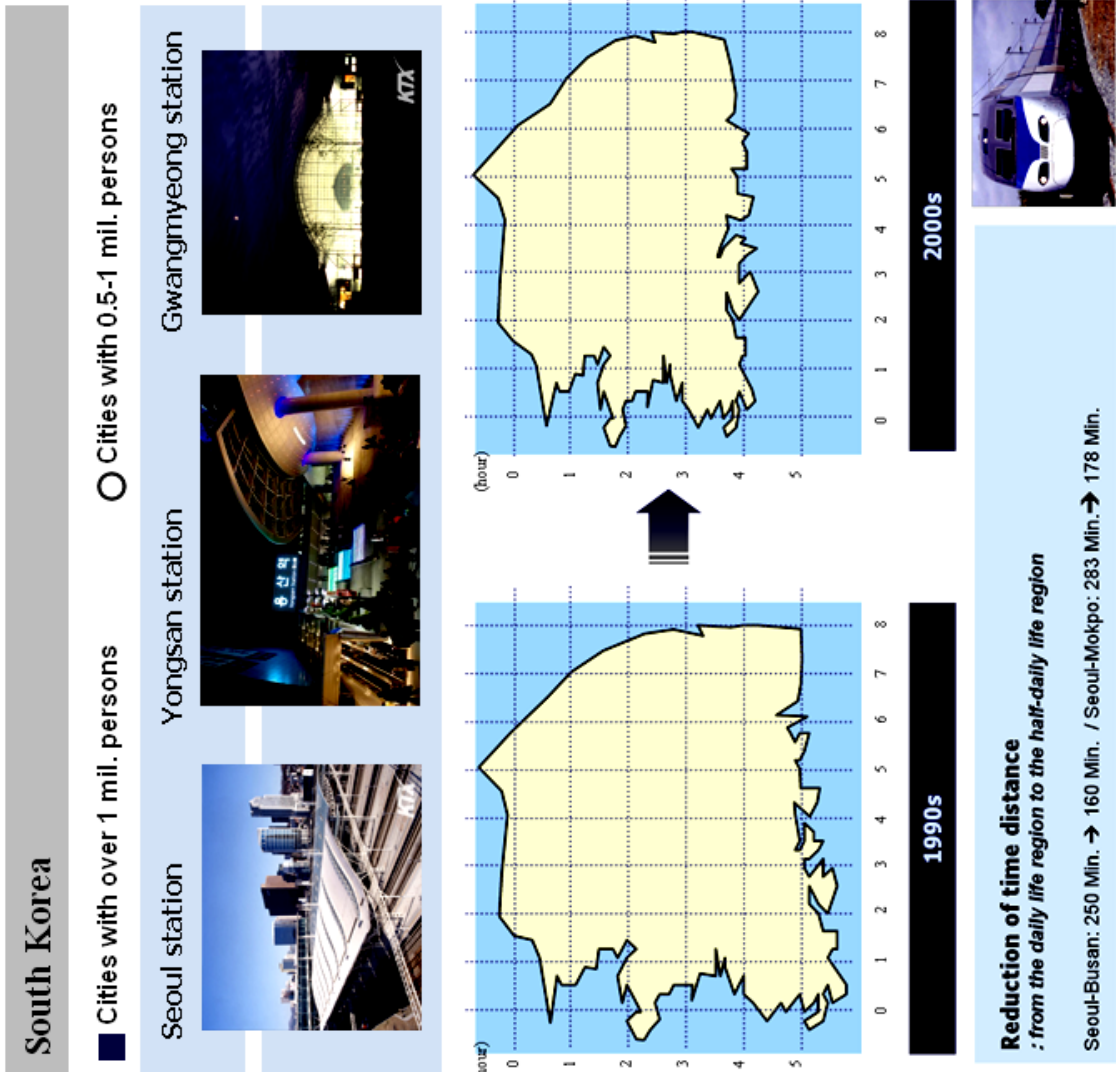 South Korea
Cities with over 1 mil. persons
Cities with 0.5-1 mil. persons
Seoul station
Yongsan station
Gwangmyeong station
KTX
용산역
KTX
our)
0
1
2
3
4
5
0 1 2 3 4 5 6 7 8
1990s
(hour)
0
1
2
3
4
5
0 1 2 3 4 5 6 7 8
2000s
Reduction of time distance
: from the daily life region to the half-daily life region
Seoul-Busan: 250 Min. ➔ 160 Min. / Seoul-Mokpo: 283 Min.➔ 178 Min.